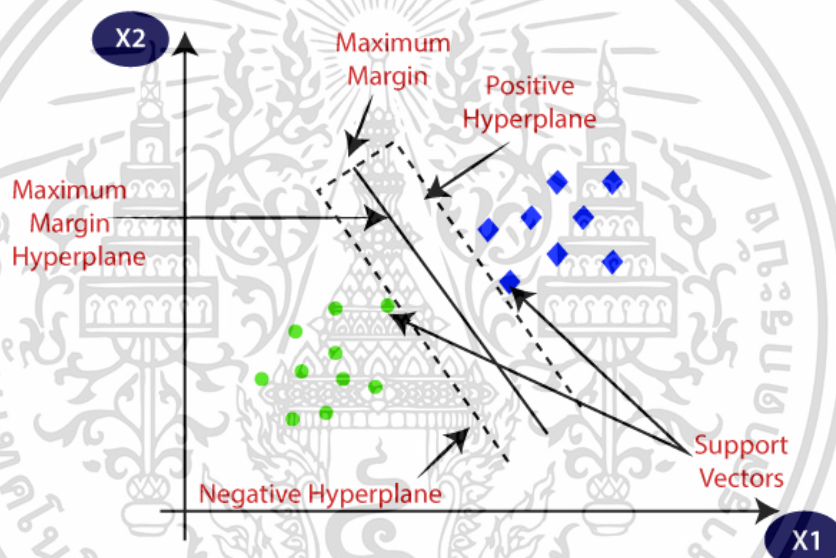 X2
Maximum
Margin
Positive
Hyperplane
Maximum
Margin
Hyperplane
Negative Hyperplane
Support
Vectors
X1